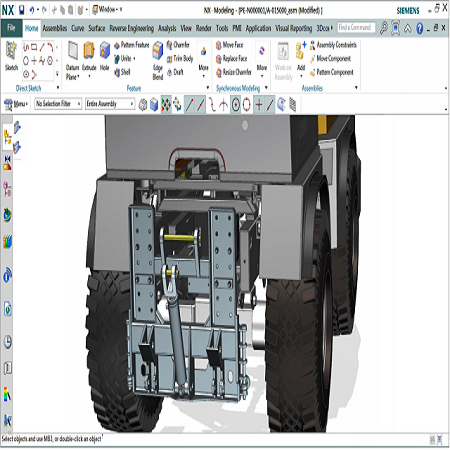 NX Window NX - Modeling - [PE-N000001/A-015000_asm (Modified) ] SIEMENS
File Home Assemblies Curve Surface Reverse Engineering Analysis View Render Tools PMI Application Visual Reporting 3Dcox Find a Command
Pattern Feature Chamfer Move Face Assembly Constraints
Sketch Datum Plane Extrude Hole Unite Edge Blend Trim Body More Replace Face More Work on Assembly Add Move Component
Shell Draft Resize Chamfer Pattern Component
Direct Sketch Feature Synchronous Modeling Assemblies
Menu No Selection Filter Entire Assembly
Select objects and use MB3, or double-click an object